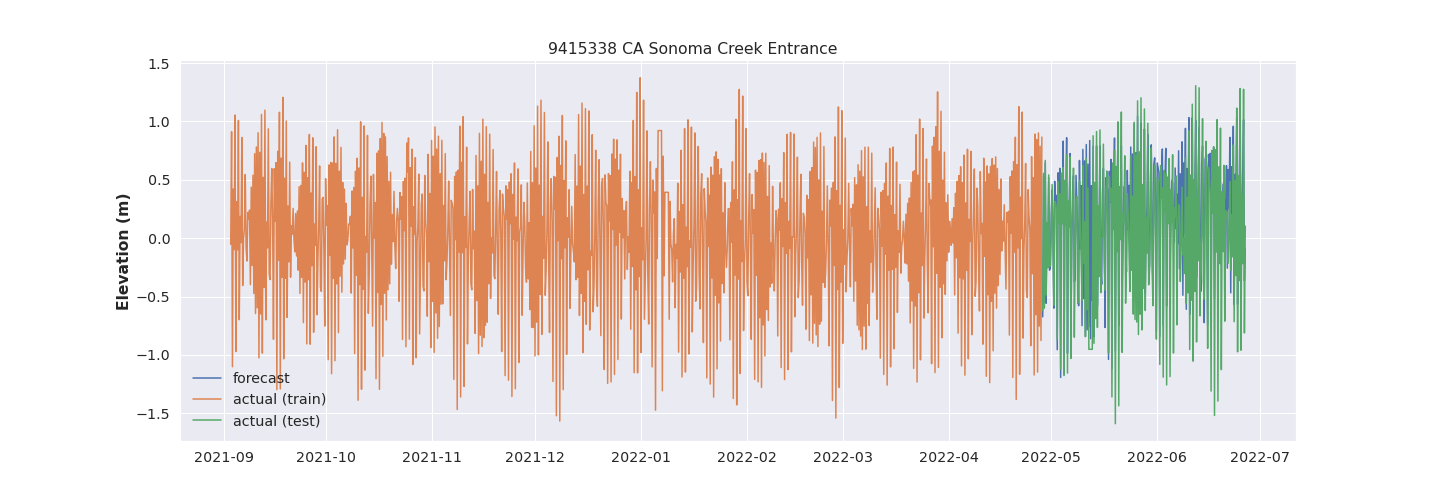 9415338 CA Sonoma Creek Entrance
Elevation (m)
1.5
1.0
0.5
0.0
−0.5
−1.0
−1.5
forecast
actual (train)
actual (test)
2021-09 2021-10 2021-11 2021-12 2022-01 2022-02 2022-03 2022-04 2022-05 2022-06 2022-07